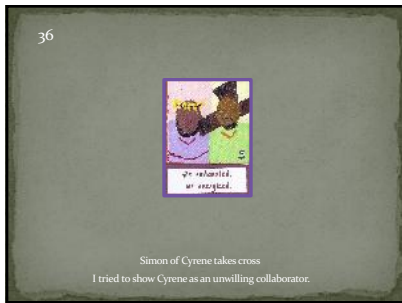 36
5
Simon of Cyrene takes cross
I tried to show Cyrene as an unwilling collaborator.